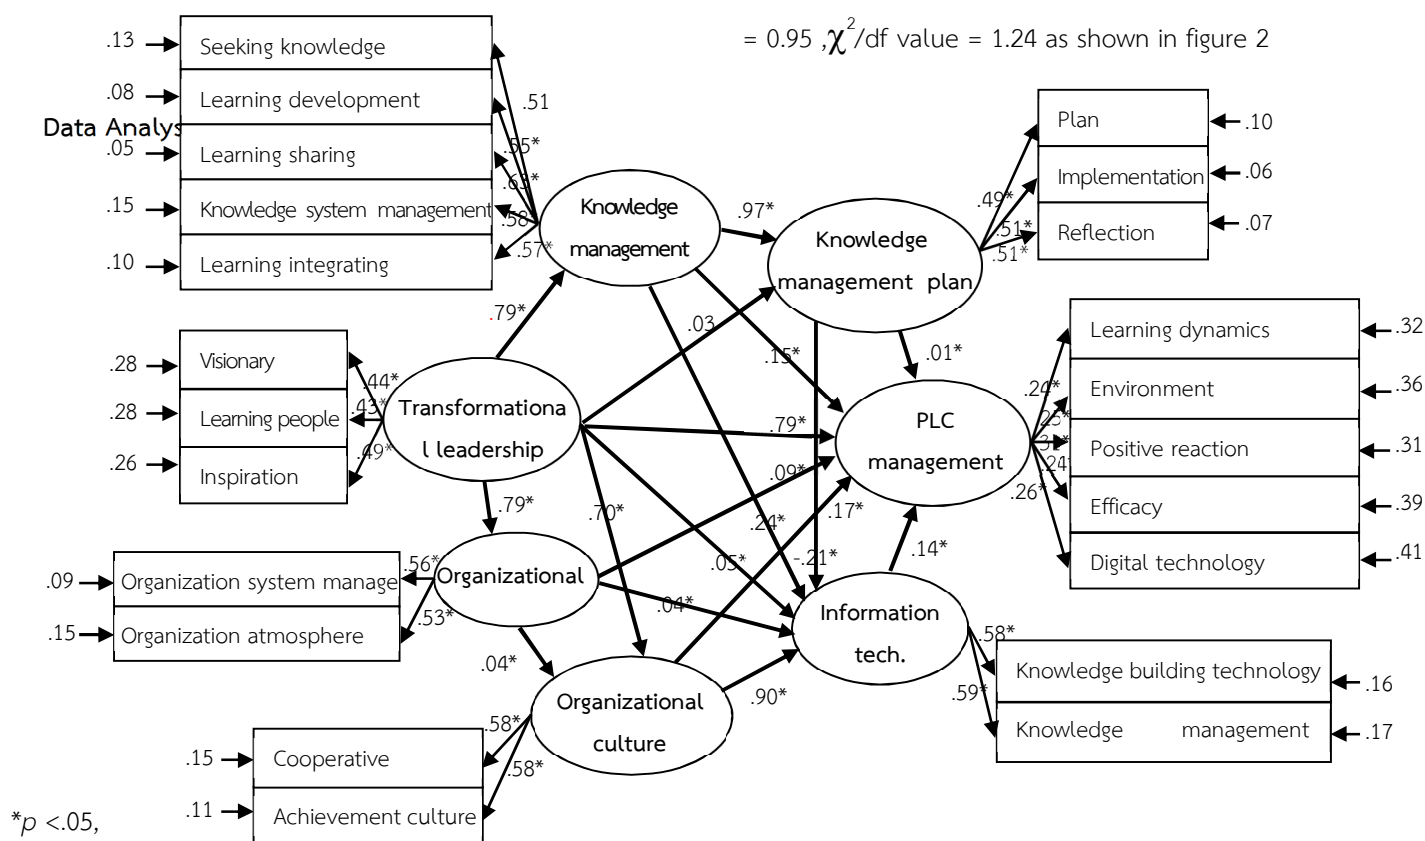 = 0.95 ,χ²/df value = 1.24 as shown in figure 2
Data Analys
.13
Seeking knowledge
.08
Learning development
.05
Learning sharing
.15
Knowledge system management
.10
Learning integrating
.51
.55*
.63*
.58
.57*
Knowledge
management
.97*
Knowledge
management plan
.49*
.51*
.51*
Plan
.10
Implementation
.06
Reflection
.07
.79*
.03
.15*
.01*
.28
Visionary
.28
Learning people
.26
Inspiration
.44*
.43*
.49*
Transformationa
l leadership
.79*
PLC
management
.24*
.25*
.24*
.26*
Learning dynamics
.32
Environment
.36
Positive reaction
.31
Efficacy
.39
Digital technology
.41
.79*
.70*
.09*
.24*
.17*
.05*
-.21*
.14*
.04*
.09
Organization system manage
.15
Organization atmosphere
.56*
.53*
Organizational
.04*
Information
tech.
.58*
.59*
Knowledge building technology
.16
Knowledge management
.17
.90*
Organizational
culture
.58*
.58*
.15
Cooperative
.11
Achievement culture
*p <.05,